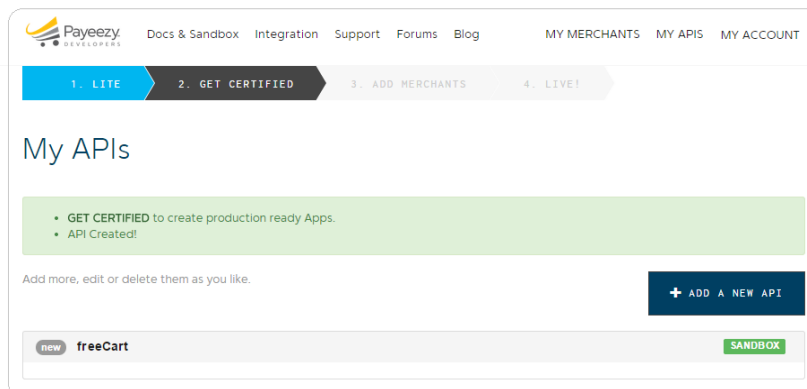 Payeezy
DEVELOPERS
Docs & Sandbox Integration Support Forums Blog MY MERCHANTS MY APIS MY ACCOUNT
1. LITE 2. GET CERTIFIED 3. ADD MERCHANTS 4. LIVE!
My APIs
GET CERTIFIED to create production ready Apps.
API Created!
Add more, edit or delete them as you like.
+ ADD A NEW API
new freeCart SANDBOX